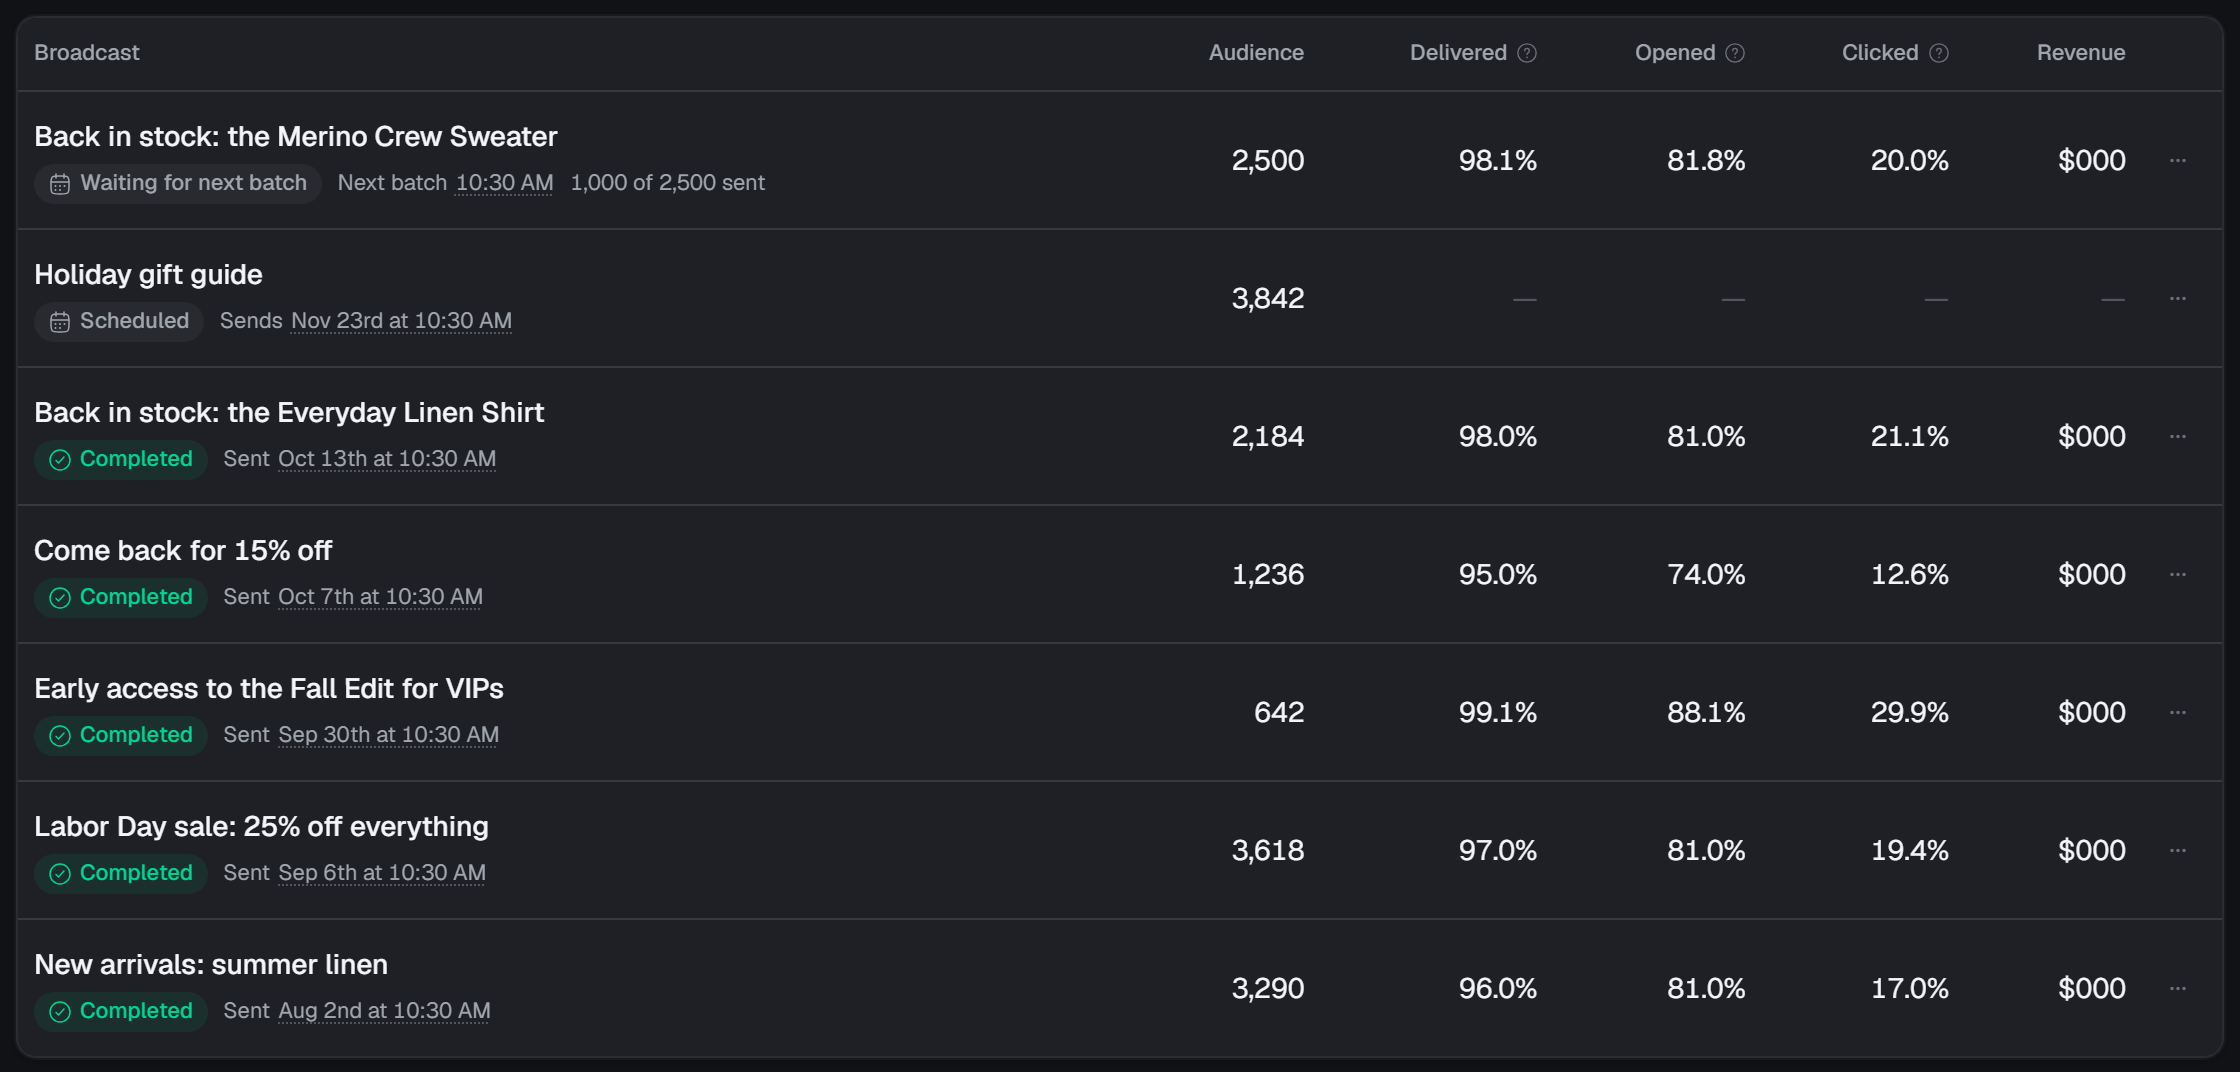 Broadcast Audience Delivered Opened Clicked Revenue
Back in stock: the Merino Crew Sweater
Waiting for next batch Next batch 10:30 AM 1,000 of 2,500 sent
2,500 98.1% 81.8% 20.0% $000
Holiday gift guide
Scheduled Sends Nov 23rd at 10:30 AM
3,842 — — — —
Back in stock: the Everyday Linen Shirt
Completed Sent Oct 13th at 10:30 AM
2,184 98.0% 81.0% 21.1% $000
Come back for 15% off
Completed Sent Oct 7th at 10:30 AM
1,236 95.0% 74.0% 12.6% $000
Early access to the Fall Edit for VIPs
Completed Sent Sep 30th at 10:30 AM
642 99.1% 88.1% 29.9% $000
Labor Day sale: 25% off everything
Completed Sent Sep 6th at 10:30 AM
3,618 97.0% 81.0% 19.4% $000
New arrivals: summer linen
Completed Sent Aug 2nd at 10:30 AM
3,290 96.0% 81.0% 17.0% $000